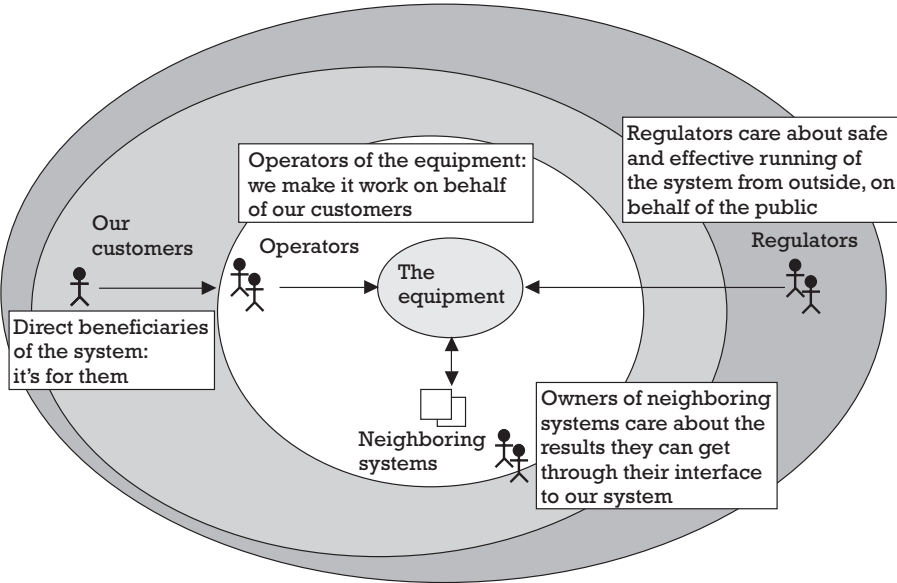 Operators of the equipment:
we make it work on behalf
of our customers
Regulators care about safe
and effective running of
the system from outside, on
behalf of the public
Our
customers
Operators
Regulators
The
equipment
Direct beneficiaries
of the system:
it's for them
Neighboring
systems
Owners of neighboring
systems care about the
results they can get
through their interface
to our system